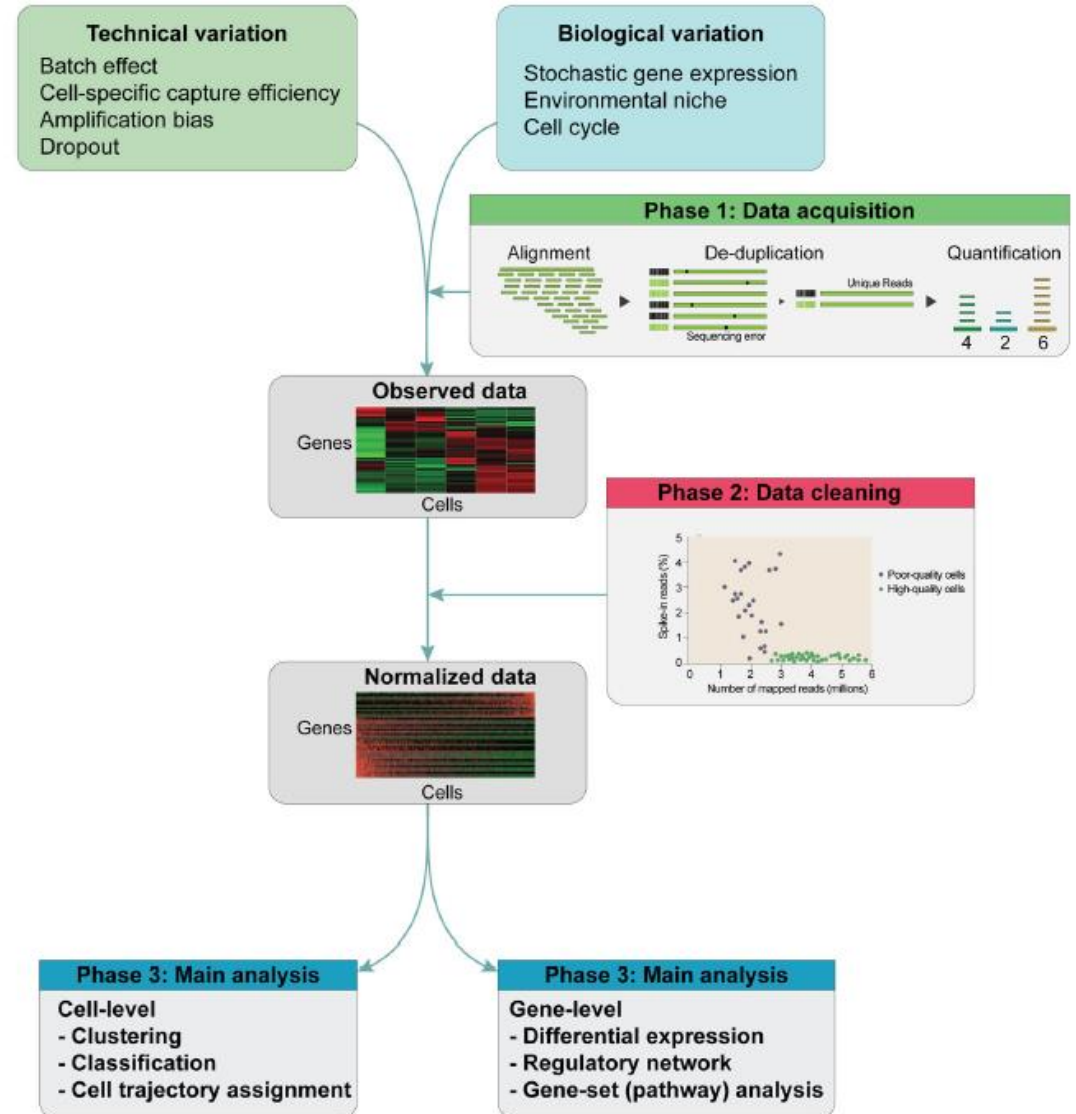 Technical variation
Batch effect
Cell-specific capture efficiency
Amplification bias
Dropout
Biological variation
Stochastic gene expression
Environmental niche
Cell cycle
Phase 1: Data acquisition
Alignment
De-duplication
Quantification
Unique Reads
Sequencing error
4 2 6
Observed data
Genes
Cells
Phase 2: Data cleaning
5
4
3
2
1
0
Spike-in reads (%)
0 1 2 3 4 5 6
Number of mapped reads (millions)
Poor-quality cells
High-quality cells
Normalized data
Genes
Cells
Phase 3: Main analysis
Cell-level
- Clustering
- Classification
- Cell trajectory assignment
Phase 3: Main analysis
Gene-level
- Differential expression
- Regulatory network
- Gene-set (pathway) analysis